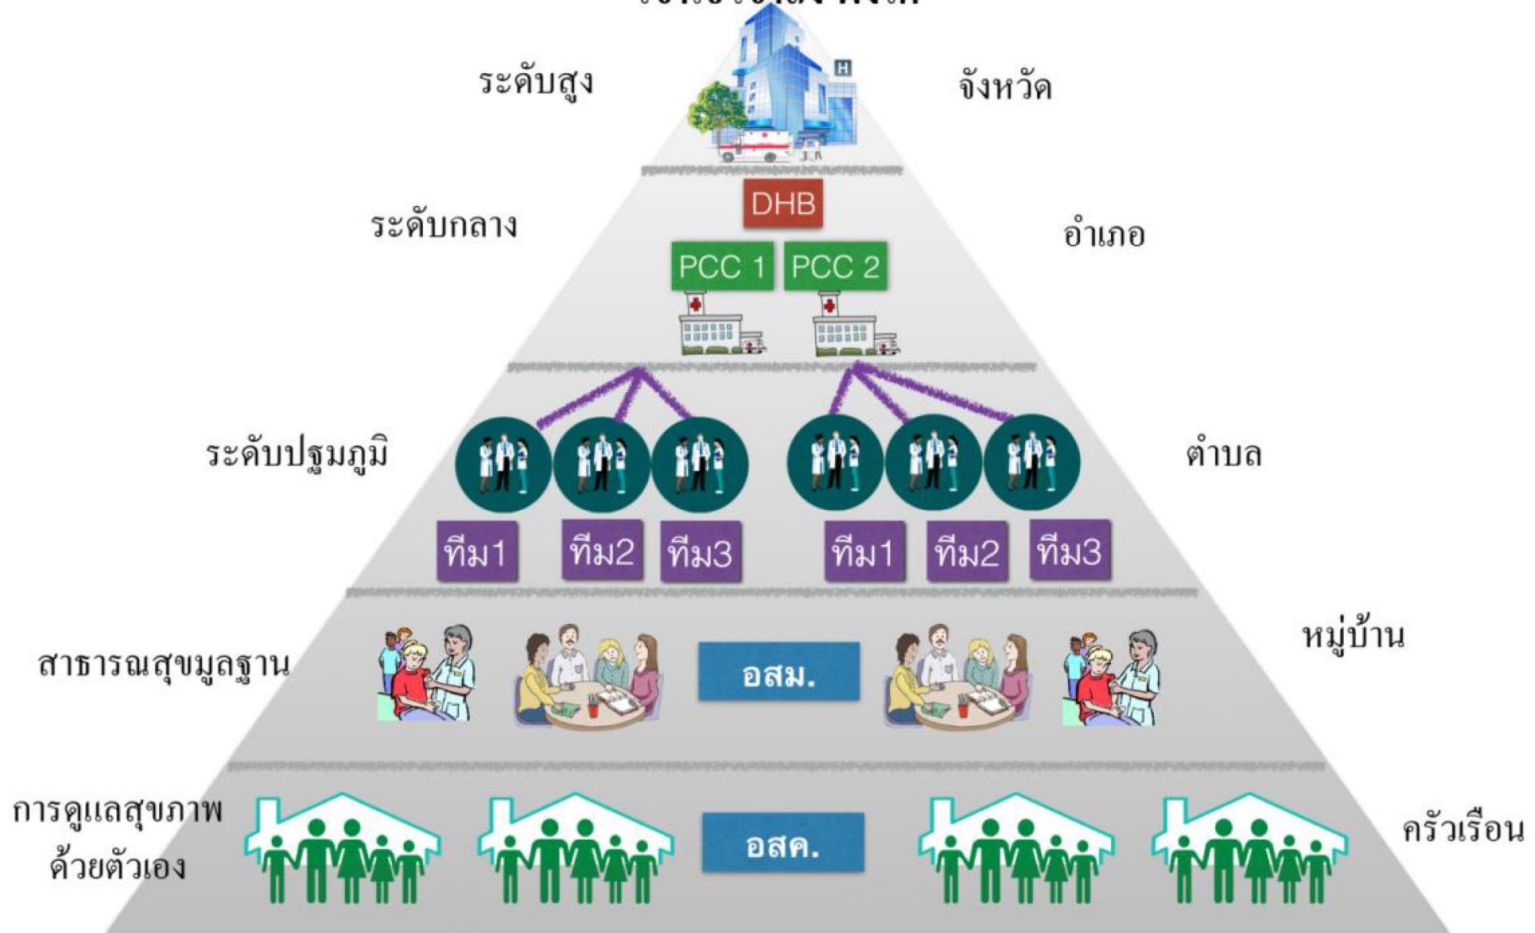 ระดับสูง
จังหวัด
H
DHB
ระดับกลาง
อำเภอ
PCC 1
PCC 2
ระดับปฐมภูมิ
ตำบล
ทีม1
ทีม2
ทีม3
ทีม1
ทีม2
ทีม3
สาธารณสุขมูลฐาน
อสม.
หมู่บ้าน
การดูแลสุขภาพ
ด้วยตัวเอง
อสค.
ครัวเรือน